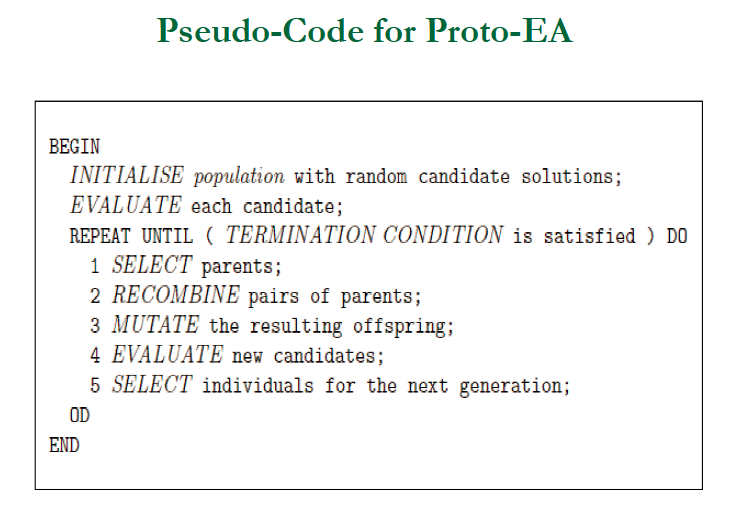 Pseudo-Code for Proto-EA
BEGIN
INITIALISE population with random candidate solutions;
EVALUATE each candidate;
REPEAT UNTIL ( TERMINATION CONDITION is satisfied ) DO
1 SELECT parents;
2 RECOMBINE pairs of parents;
3 MUTATE the resulting offspring;
4 EVALUATE new candidates;
5 SELECT individuals for the next generation;
OD
END